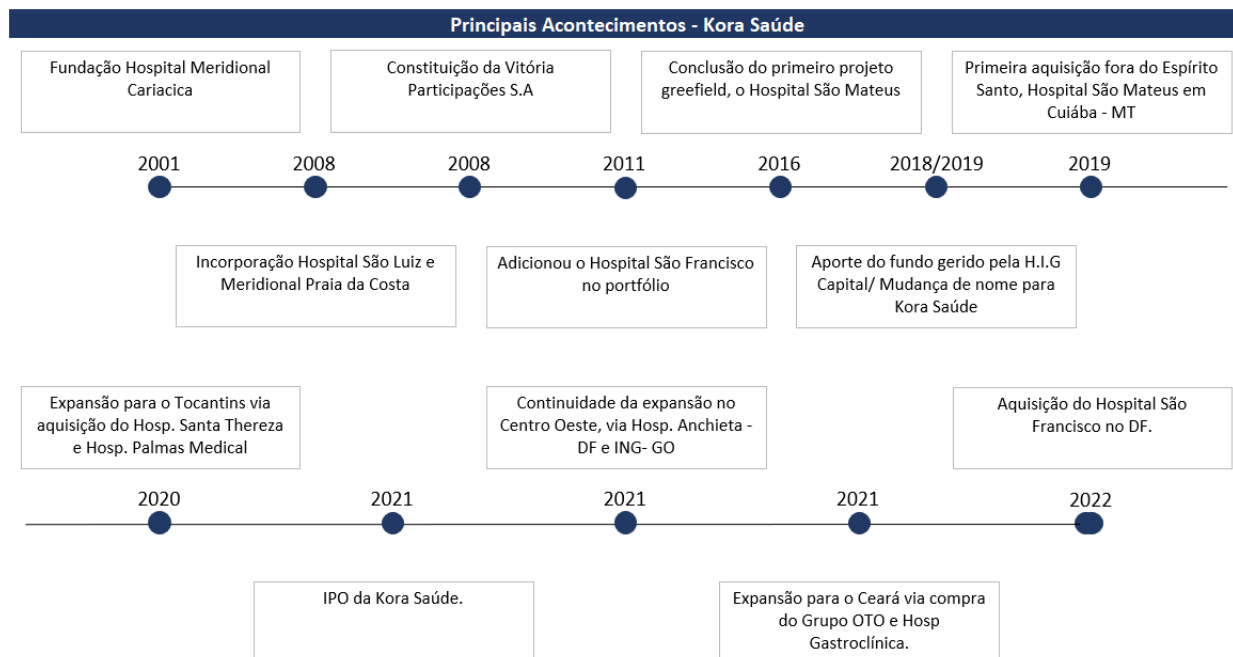 Principais Acontecimentos - Kora Saúde
Fundação Hospital Meridional
Cariacica
Constituição da Vitória
Participações S.A
Conclusão do primeiro projeto
greefield, o Hospital São Mateus
Primeira aquisição fora do Espírito
Santo, Hospital São Mateus em
Cuiába - MT
2001
2008
2008
2011
2016
2018/2019
2019
Incorporação Hospital São Luiz e
Meridional Praia da Costa
Adicionou o Hospital São Francisco
no portfólio
Aporte do fundo gerido pela H.I.G
Capital/ Mudança de nome para
Kora Saúde
Expansão para o Tocantins via
aquisição do Hosp. Santa Thereza
e Hosp. Palmas Medical
Continuidade da expansão no
Centro Oeste, via Hosp. Anchieta -
DF e ING- GO
Aquisição do Hospital São
Francisco no DF.
2020
2021
2021
2021
2022
IPO da Kora Saúde.
Expansão para o Ceará via compra
do Grupo OTO e Hosp
Gastroclínica.